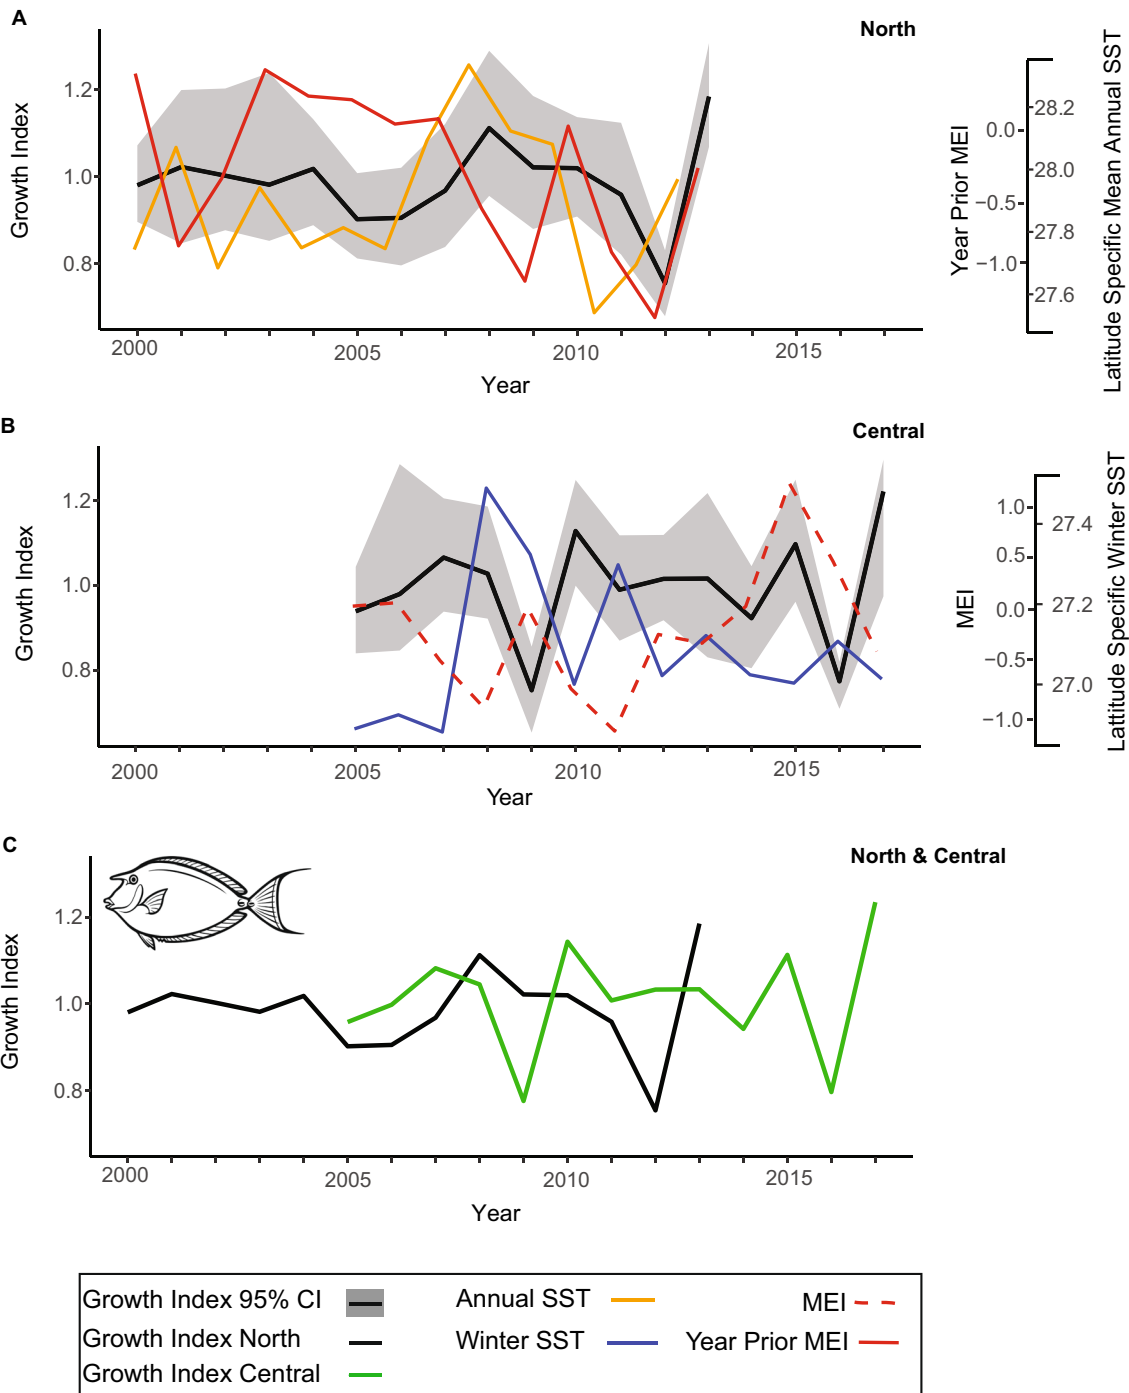 A
North
Growth Index
1.2
1.0
0.8
2000
2005
2010
2015
Year
Year Prior MEI
0.0
−0.5
−1.0
28.2
28.0
27.8
27.6
Latitude Specific Mean Annual SST
B
Central
Growth Index
1.2
1.0
0.8
2000
2005
2010
2015
Year
MEI
1.0
0.5
0.0
−0.5
−1.0
27.4
27.2
27.0
Lattitude Specific Winter SST
C
North & Central
Growth Index
1.2
1.0
0.8
2000
2005
2010
2015
Year
Growth Index 95% CI
Annual SST
MEI
Growth Index North
Winter SST
Year Prior MEI
Growth Index Central